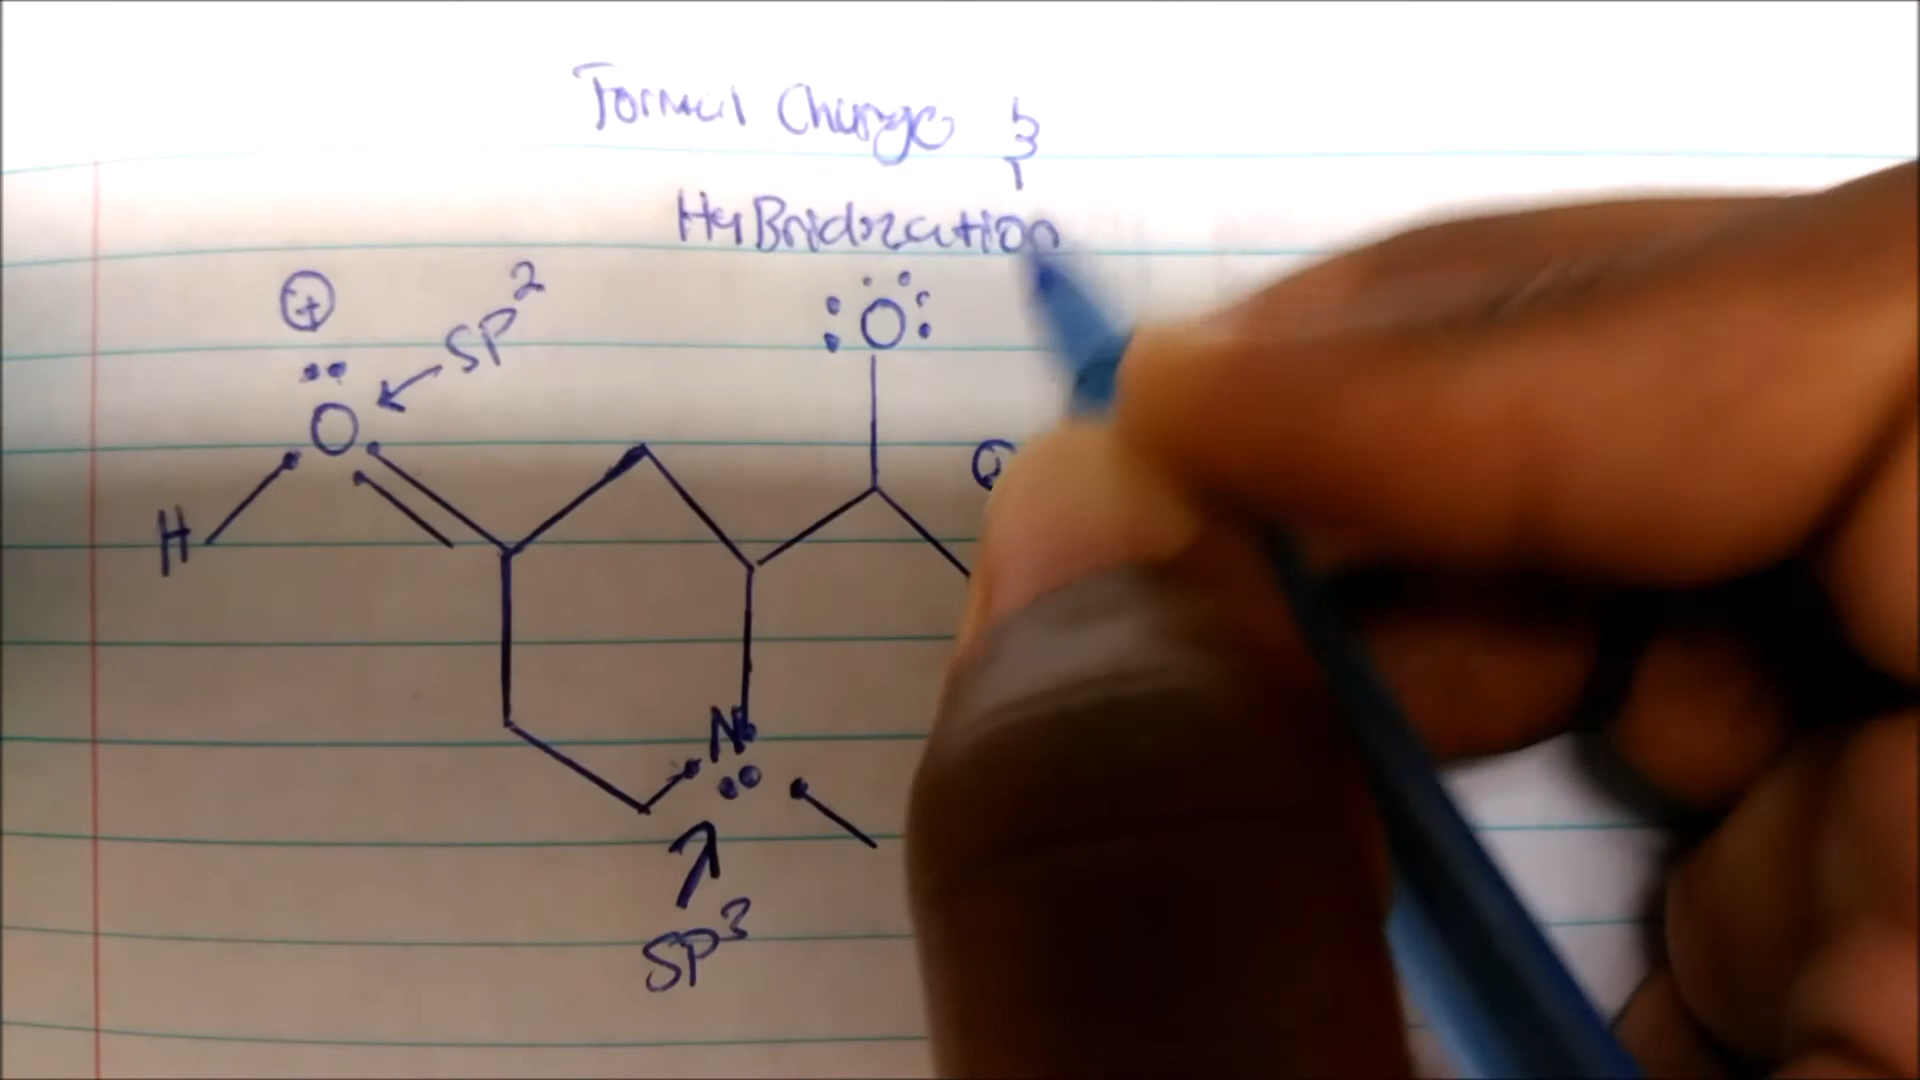 Formal Charge &
HyBridization
+
SP²
O
O
H
N
SP³